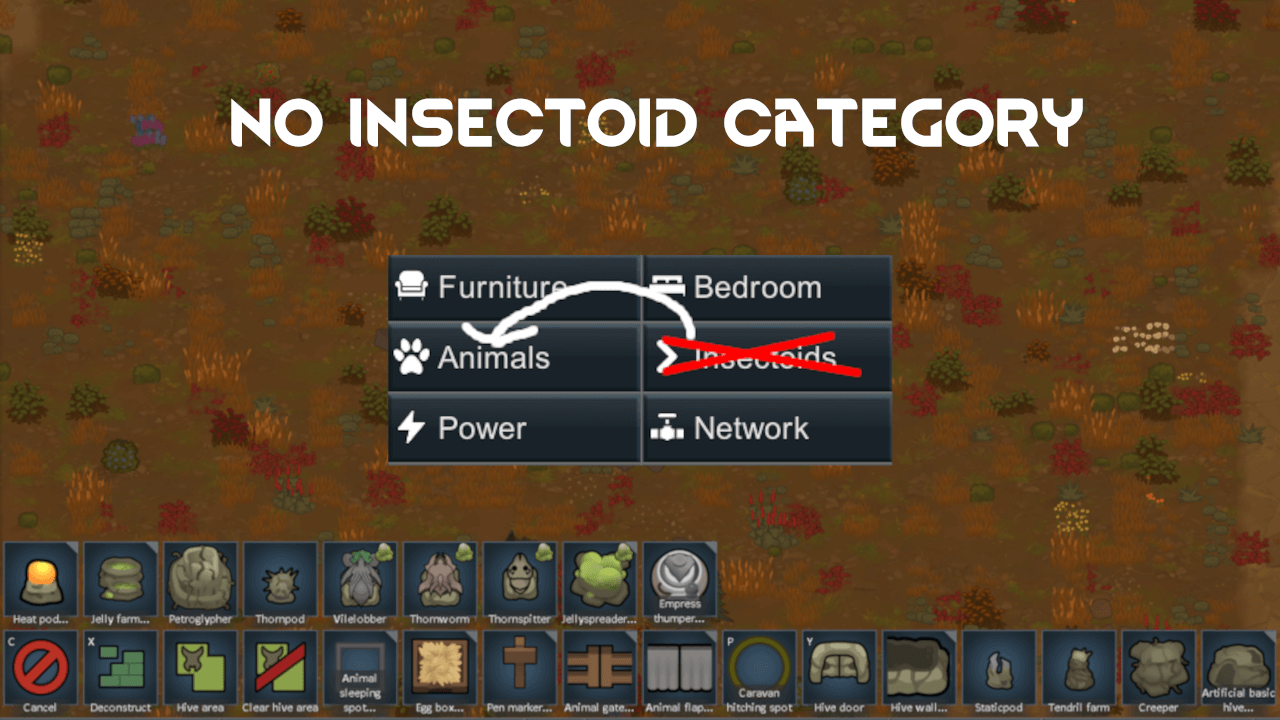 NO INSECTOID CATEGORY
Furniture Bedroom
Animals Insectoids
Power Network
Heat pod... Jelly farm... Petroglypher Thornpod Vilelobber Thornworm Thornspitter Jellyspreader... Empress thumper...
C X P Y
Cancel Deconstruct Hive area Clear hive area Animal sleeping spot... Egg box... Pen marker... Animal gate... Animal flap... Caravan hitching spot Hive door Hive wall... Staticpod Tendril farm Creeper Artificial basic hive...